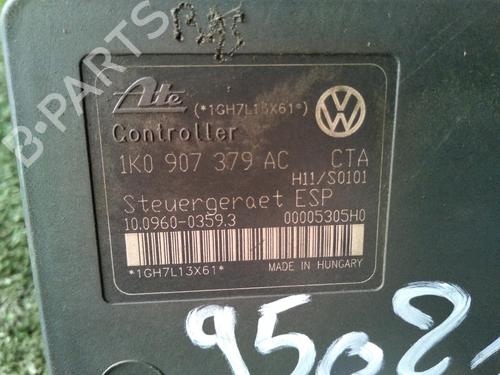 Ate (*1GH7L13X61*)
Controller
1K0 907 379 AC CTA
H11/S0101
Steuergeraet ESP
10.0960-0359.3 00005305H0
*1GH7L13X61* MADE IN HUNGARY
B-PARTS